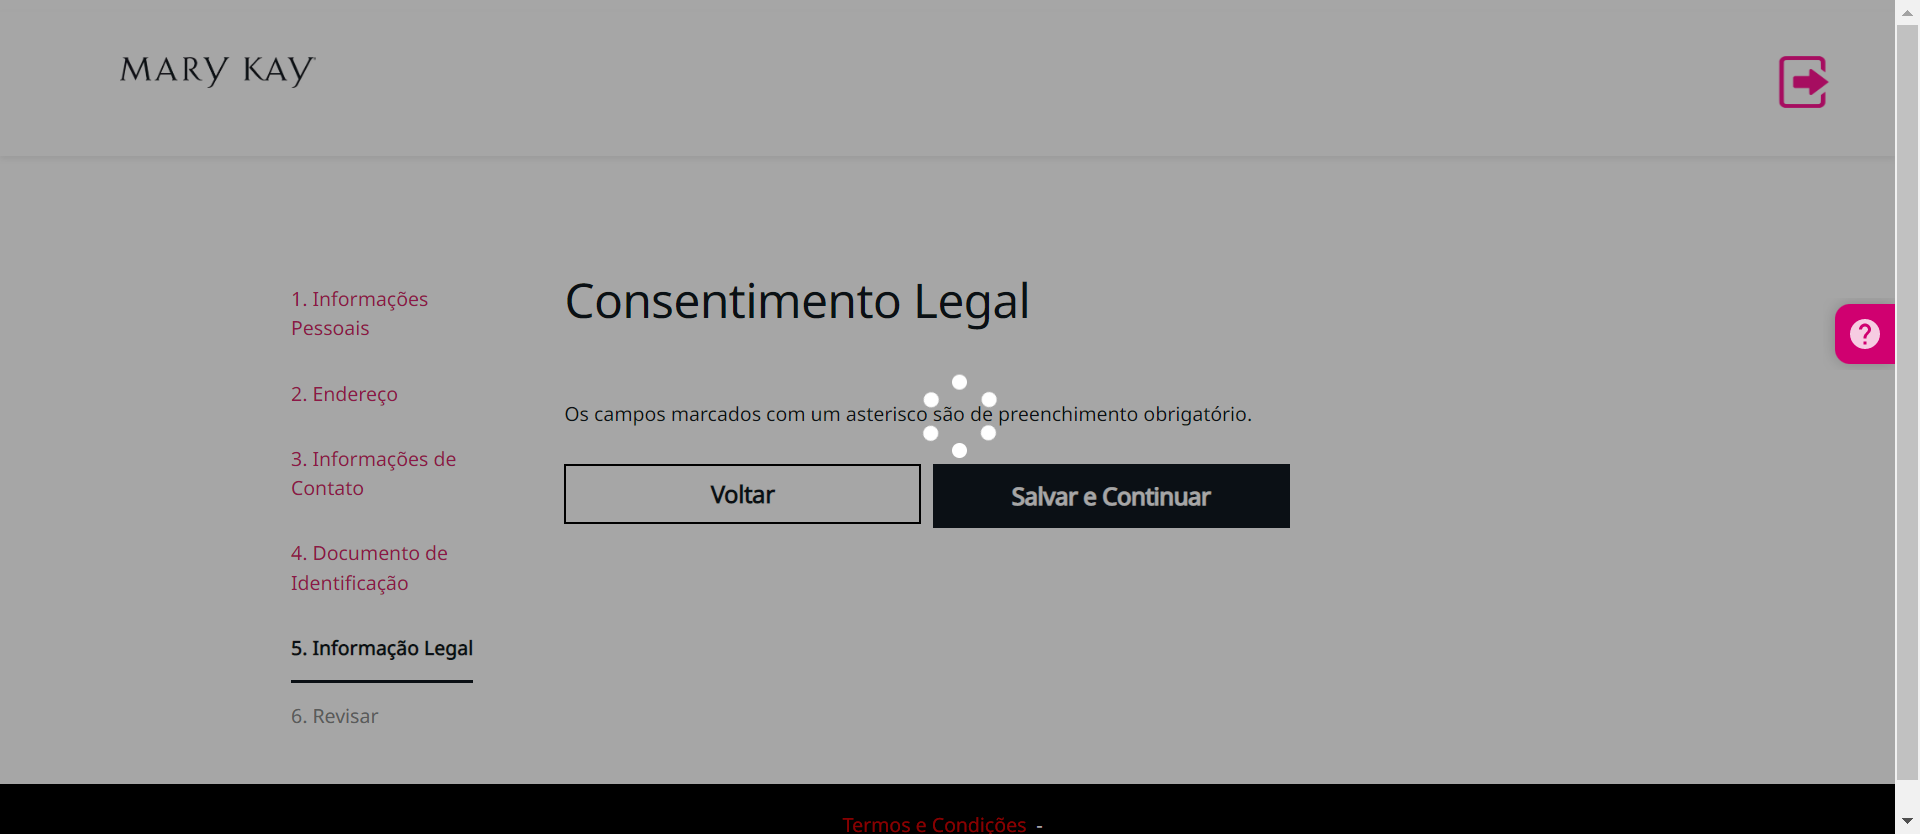 MARY KAY
1. Informações
Pessoais
2. Endereço
3. Informações de
Contato
4. Documento de
Identificação
5. Informação Legal
6. Revisar
Consentimento Legal
Os campos marcados com um asterisco são de preenchimento obrigatório.
Voltar
Salvar e Continuar
?
Termos e Condições -